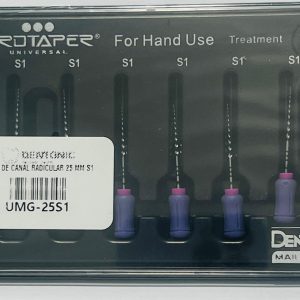 ROTAPER®
UNIVERSAL
For Hand Use
Treatment
S1 S1 S1 S1 S1 S1
DENTONIC
DE CANAL RADICULAR 25 MM S1
UMG-25S1
DEN
MAIL